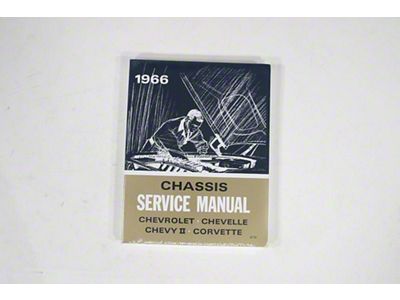 1966
CHASSIS
SERVICE MANUAL
CHEVROLET · CHEVELLE
CHEVY II · CORVETTE